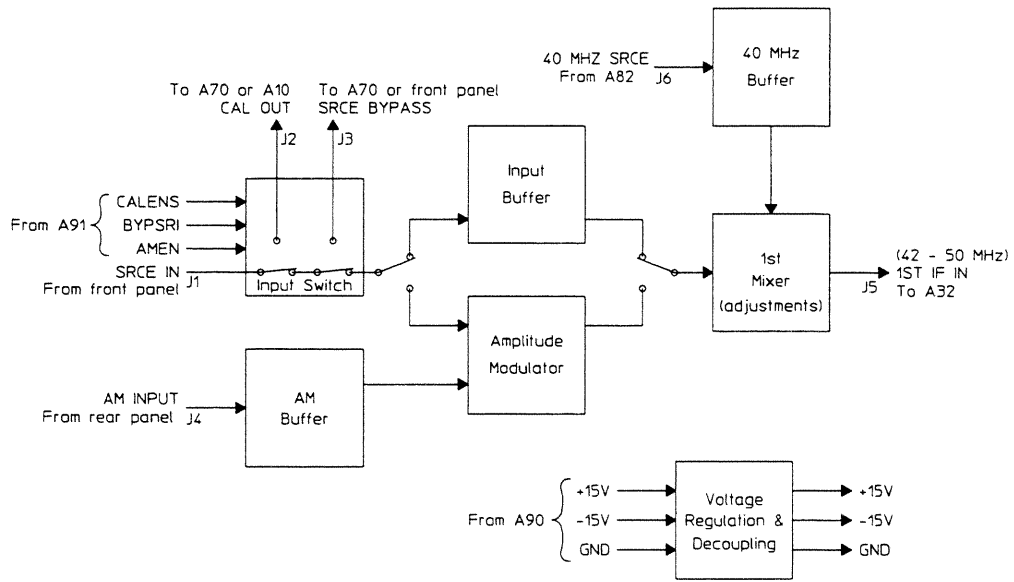 40 MHZ SRCE
From A82
J6
40 MHz
Buffer
To A70 or A10
CAL OUT
J2
To A70 or front panel
SRCE BYPASS
J3
Input
Buffer
From A91
CALENS
BYPSRI
AMEN
SRCE IN
From front panel
J1
Input Switch
1st
Mixer
(adjustments)
(42 - 50 MHz)
1ST IF IN
To A32
J5
Amplitude
Modulator
AM INPUT
From rear panel
J4
AM
Buffer
From A90
+15V
-15V
GND
Voltage
Regulation &
Decoupling
+15V
-15V
GND